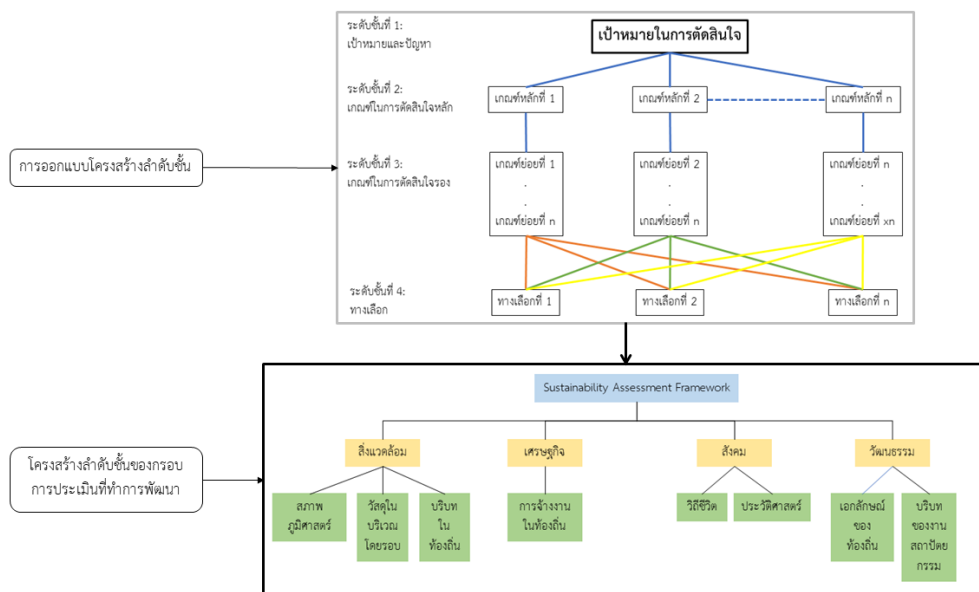 ระดับชั้นที่ 1:
เป้าหมายและปัญหา
เป้าหมายในการตัดสินใจ
ระดับชั้นที่ 2:
เกณฑ์ในการตัดสินใจหลัก
เกณฑ์หลักที่ 1
เกณฑ์หลักที่ 2
เกณฑ์หลักที่ n
การออกแบบโครงสร้างลำดับชั้น
ระดับชั้นที่ 3:
เกณฑ์ในการตัดสินใจรอง
เกณฑ์ย่อยที่ 1
.
.
เกณฑ์ย่อยที่ n
เกณฑ์ย่อยที่ 2
.
.
เกณฑ์ย่อยที่ n
เกณฑ์ย่อยที่ n
.
.
เกณฑ์ย่อยที่ xn
ระดับชั้นที่ 4:
ทางเลือก
ทางเลือกที่ 1
ทางเลือกที่ 2
ทางเลือกที่ n
โครงสร้างลำดับชั้นของกรอบ
การประเมินที่ทำการพัฒนา
Sustainability Assessment Framework
สิ่งแวดล้อม
เศรษฐกิจ
สังคม
วัฒนธรรม
สภาพ
ภูมิศาสตร์
วัสดุใน
บริเวณ
โดยรอบ
บริบท
ใน
ท้องถิ่น
การจ้างงาน
ในท้องถิ่น
วิถีชีวิต
ประวัติศาสตร์
เอกลักษณ์
ของ
ท้องถิ่น
บริบท
ของงาน
สถาปัตย
กรรม